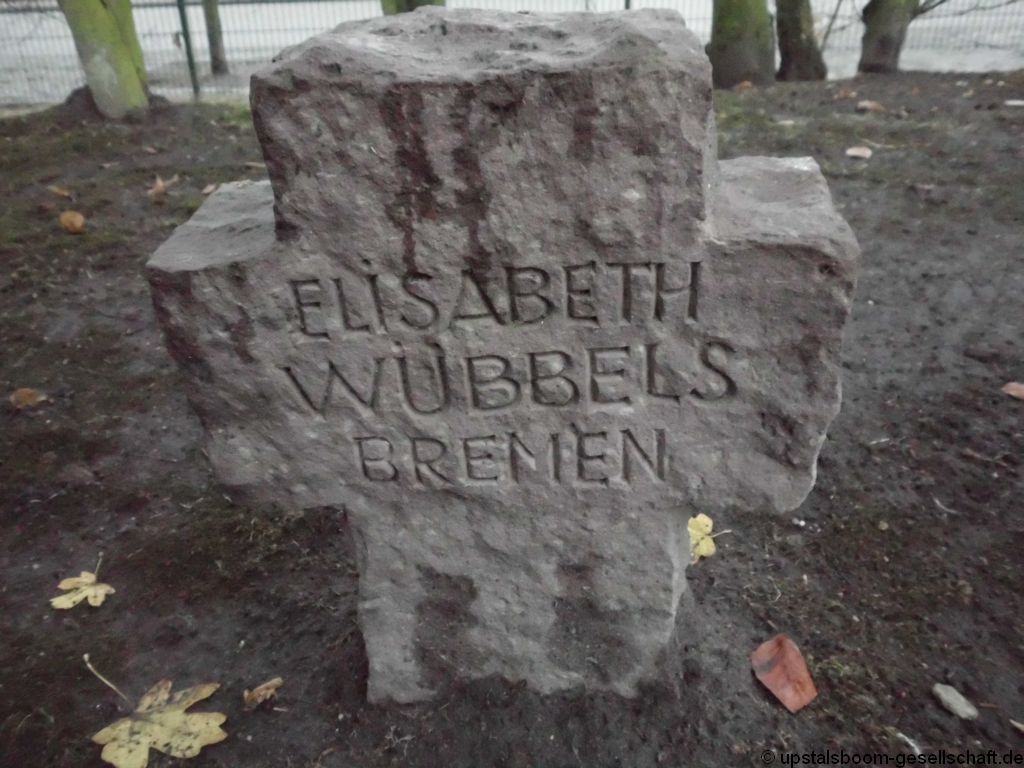 ELiSABETH
WÜBBELS
BREMEN
© upstalsboom-gesellschaft.de